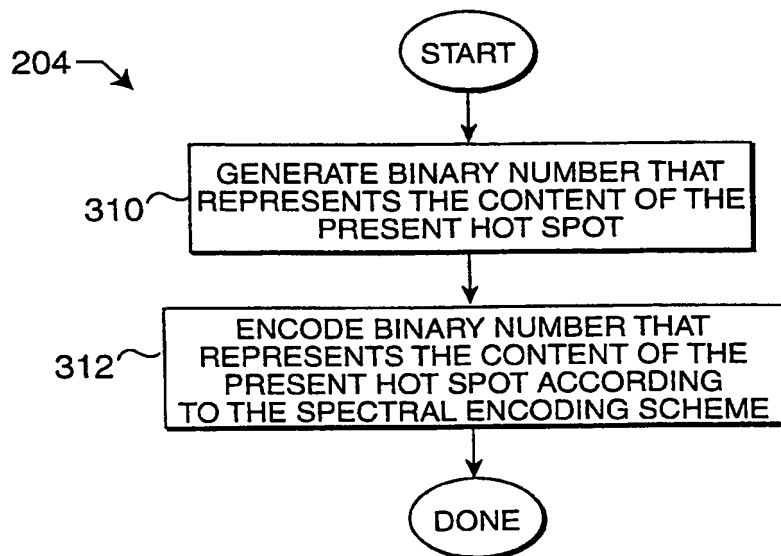 START
204
GENERATE BINARY NUMBER THAT
REPRESENTS THE CONTENT OF THE
PRESENT HOT SPOT
310
ENCODE BINARY NUMBER THAT
REPRESENTS THE CONTENT OF THE
PRESENT HOT SPOT ACCORDING
TO THE SPECTRAL ENCODING SCHEME
312
DONE